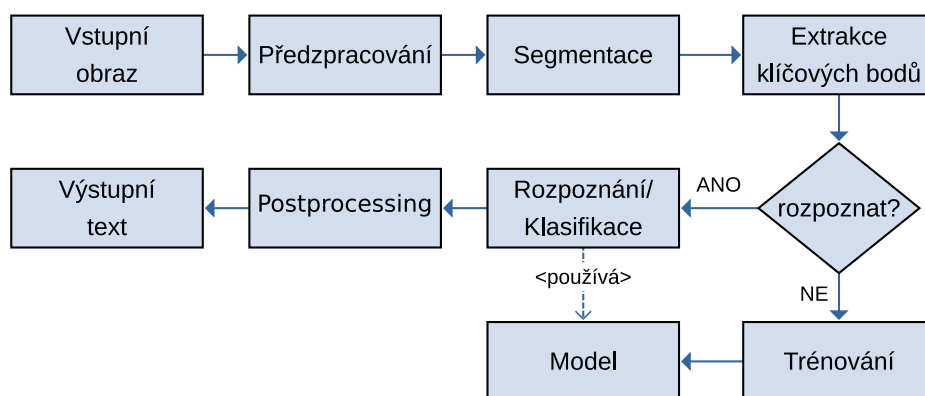 Vstupní
obraz
Předzpracování
Segmentace
Extrakce
klíčových bodů
Výstupní
text
Postprocessing
Rozpoznání/
Klasifikace
ANO
rozpoznat?
<používá>
NE
Model
Trénování